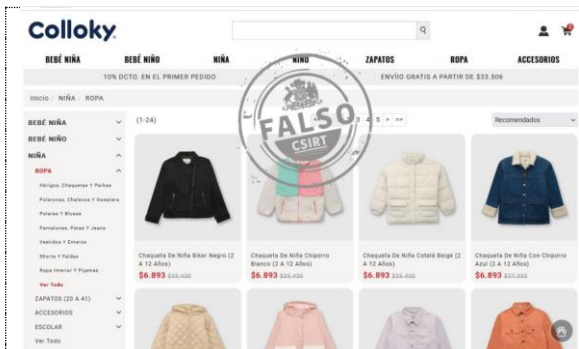 Colloky
BEBÉ NIÑA BEBÉ NIÑO NIÑA NIÑO ZAPATOS ROPA ACCESORIOS
10% DCTO. EN EL PRIMER PEDIDO ENVÍO GRATIS A PARTIR DE $33.506
Inicio / NIÑA / ROPA
FALSO
CSIRT
(1-24) 3 4 5 > >> Recomendados
BEBÉ NIÑA
BEBÉ NIÑO
NIÑA
ROPA
Abrigos, Chaquetas Y Parkas
Polerones, Chalecos Y Sweaters
Poleras Y Blusas
Pantalones, Palas Y Jeans
Vestidos Y Enteros
Shorts Y Faldas
Ropa Interior Y Pijamas
Ver Todo
ZAPATOS (20 A 41)
ACCESORIOS
ESCOLAR
Ver Todo
Chaqueta De Niña Biker Negro (2
A 12 Años)
$6.893
Chaqueta De Niña Chiporro
Blanco (2 A 12 Años)
$6.893
Chaqueta De Niña Cotelé Beige (2
A 12 Años)
$6.893
Chaqueta De Niña Con Chiporro
Azul (2 A 12 Años)
$6.893